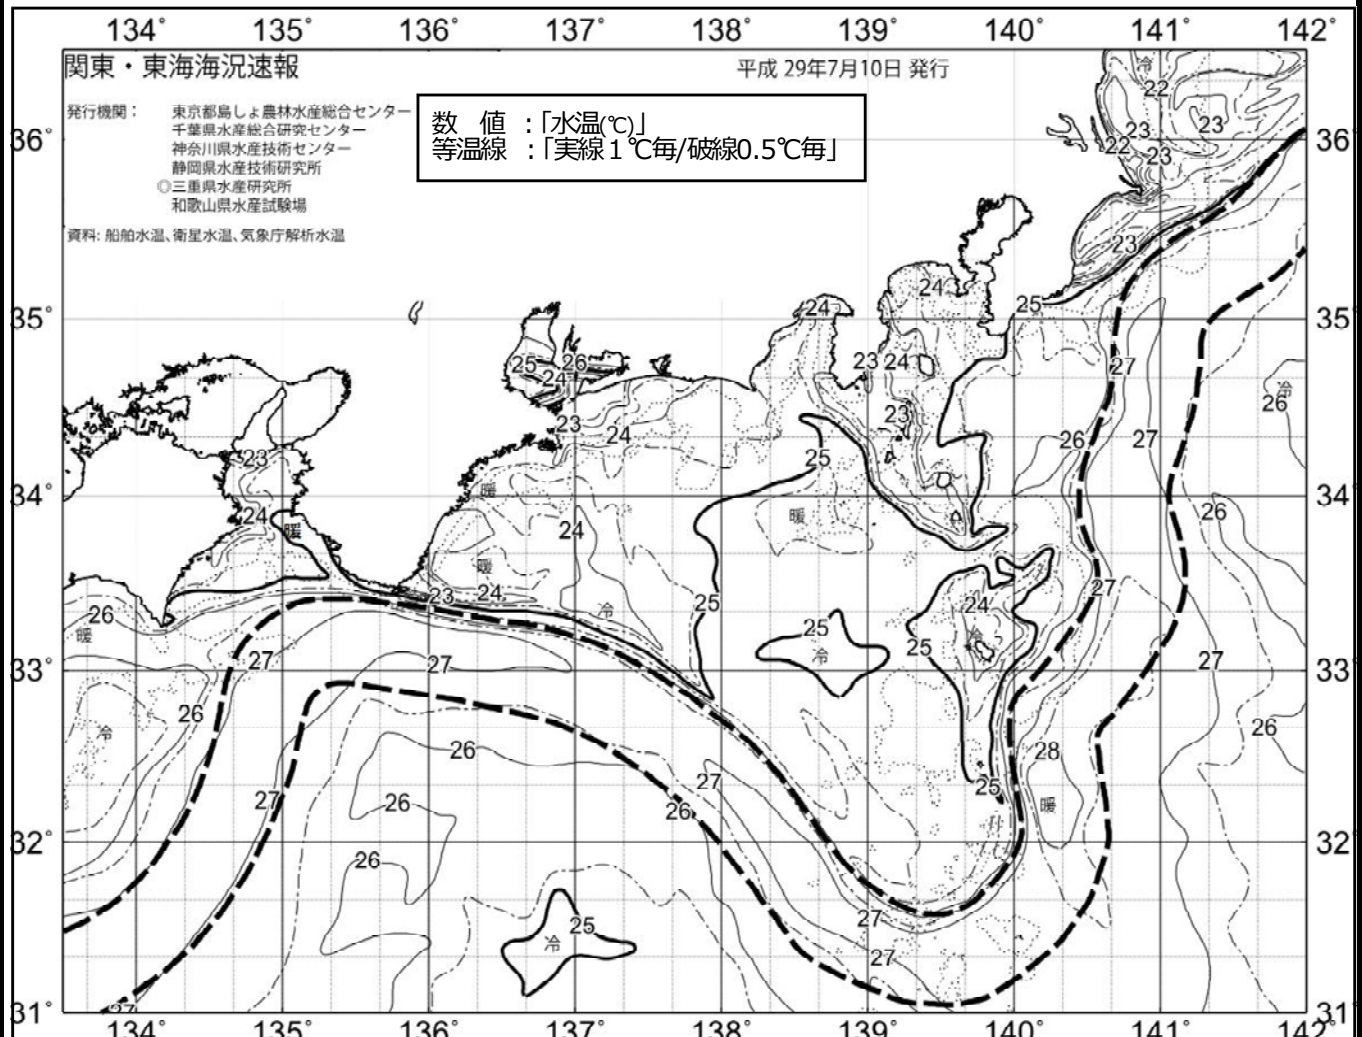 134° 135° 136° 137° 138° 139° 140° 141° 142°
関東・東海海況速報
平成 29年7月10日 発行
発行機関： 東京都島しょ農林水産総合センター
千葉県水産総合研究センター
神奈川県水産技術センター
静岡県水産技術研究所
◎三重県水産研究所
和歌山県水産試験場
資料: 船舶水温、衛星水温、気象庁解析水温
数 値 ：「水温(℃)」
等温線 ：「実線１℃毎/破線0.5℃毎」
冷
22
23 23
22 23
36° 36°
23
24
25
24
35° 35°
25 26 23 24 27
24
冷
26
23 24 23 26 27
23 25
暖
34° 34°
24 暖 24 暖 26
暖
27
26 23 24 冷 25 24
暖 25 冷 25
冷
33° 33°
27 27 27
26 26 26
冷
28
27 26 26 27 25 暖
32° 32°
26
25 27
冷 27
27
31° 31°
134° 135° 136° 137° 138° 139° 140° 141° 142°